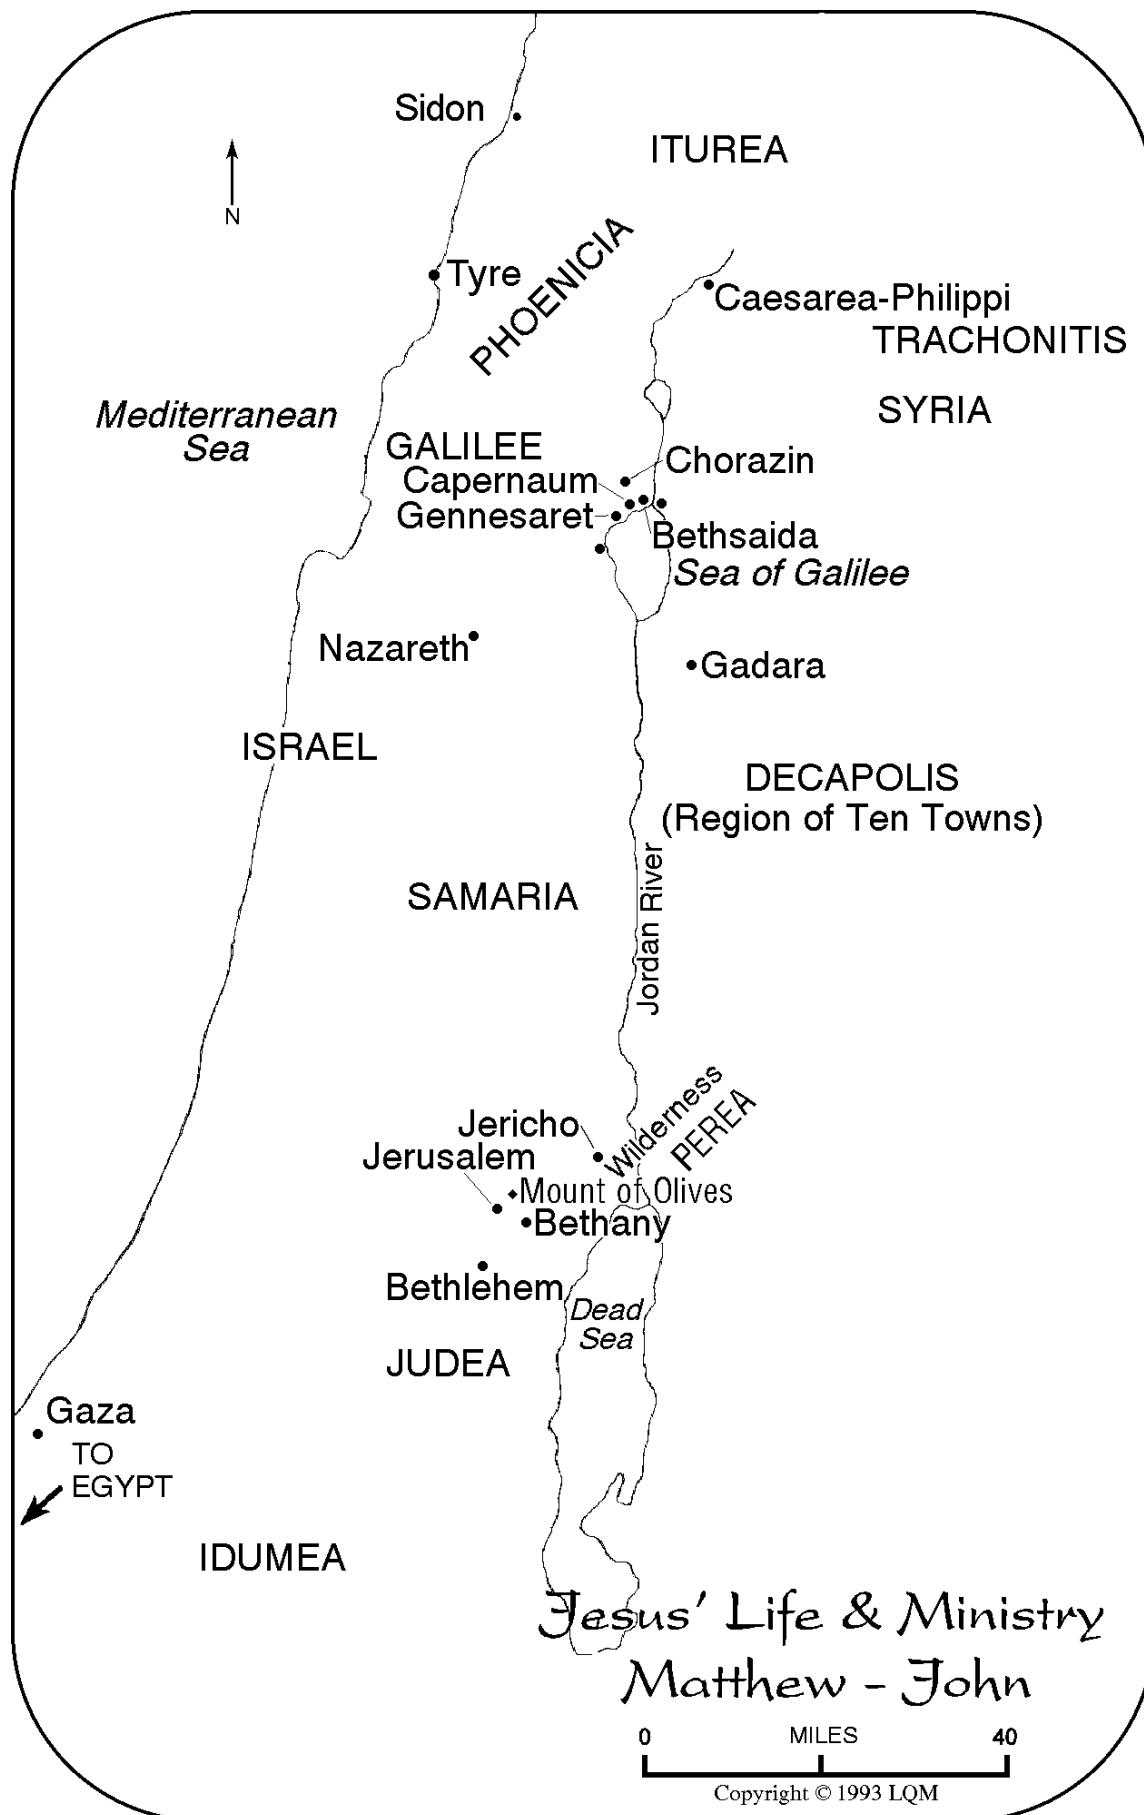 Sidon
ITUREA
N
PHOENICIA
Tyre
Caesarea-Philippi
TRACHONITIS
Mediterranean
Sea
SYRIA
GALILEE
Chorazin
Capernaum
Gennesaret
Bethsaida
Sea of Galilee
Nazareth
Gadara
ISRAEL
DECAPOLIS
(Region of Ten Towns)
SAMARIA
Jordan River
Wilderness
PEREA
Jericho
Jerusalem
Mount of Olives
Bethany
Bethlehem
Dead
Sea
JUDEA
Gaza
TO
EGYPT
IDUMEA
Jesus' Life & Ministry
Matthew - John
0 MILES 40
Copyright © 1993 LQM